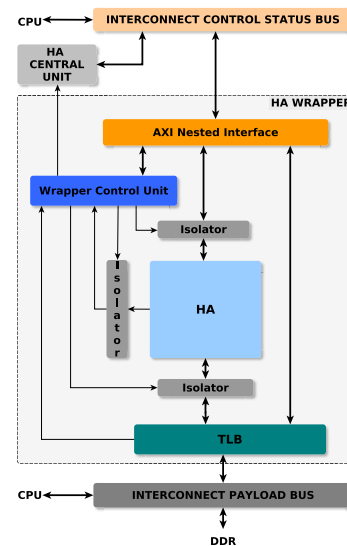 CPU
INTERCONNECT CONTROL STATUS BUS
HA
CENTRAL
UNIT
HA WRAPPER
AXI Nested Interface
Wrapper Control Unit
Isolator
Isolator
HA
Isolator
TLB
CPU
INTERCONNECT PAYLOAD BUS
DDR